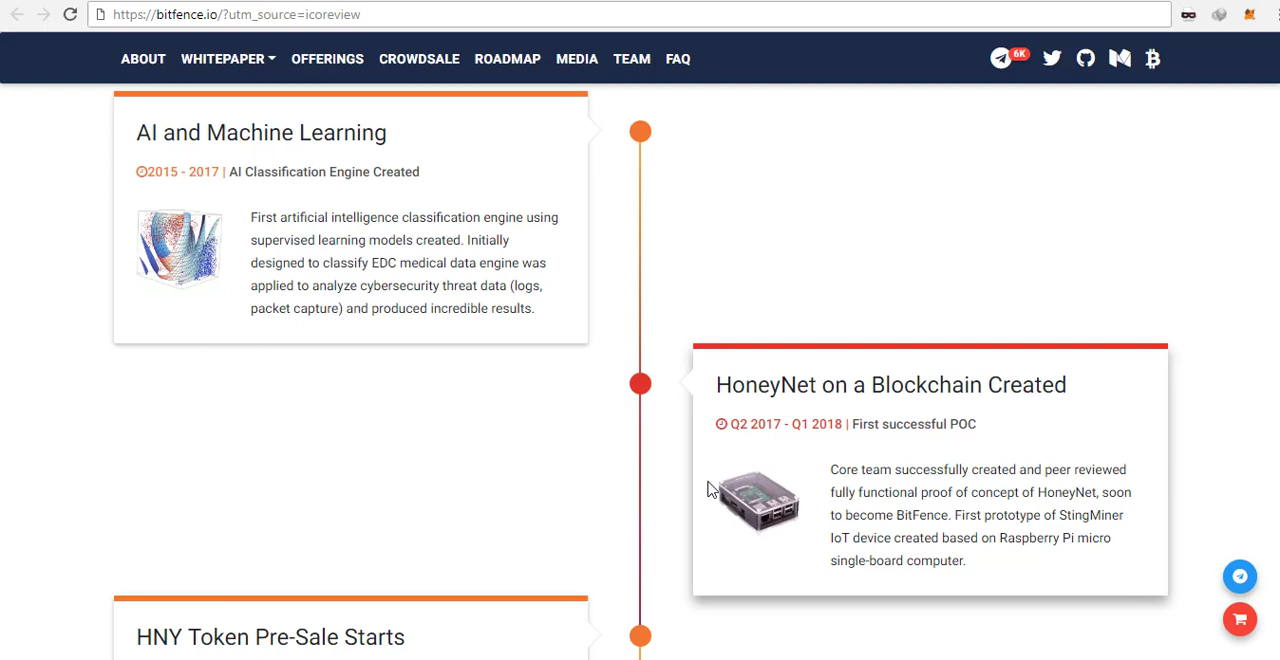 https://bitfence.io/?utm_source=icoreview
ABOUT WHITEPAPER OFFERINGS CROWDSALE ROADMAP MEDIA TEAM FAQ 6K
AI and Machine Learning
2015 - 2017 | AI Classification Engine Created
First artificial intelligence classification engine using
supervised learning models created. Initially
designed to classify EDC medical data engine was
applied to analyze cybersecurity threat data (logs,
packet capture) and produced incredible results.
HoneyNet on a Blockchain Created
Q2 2017 - Q1 2018 | First successful POC
Core team successfully created and peer reviewed
fully functional proof of concept of HoneyNet, soon
to become BitFence. First prototype of StingMiner
IoT device created based on Raspberry Pi micro
single-board computer.
HNY Token Pre-Sale Starts